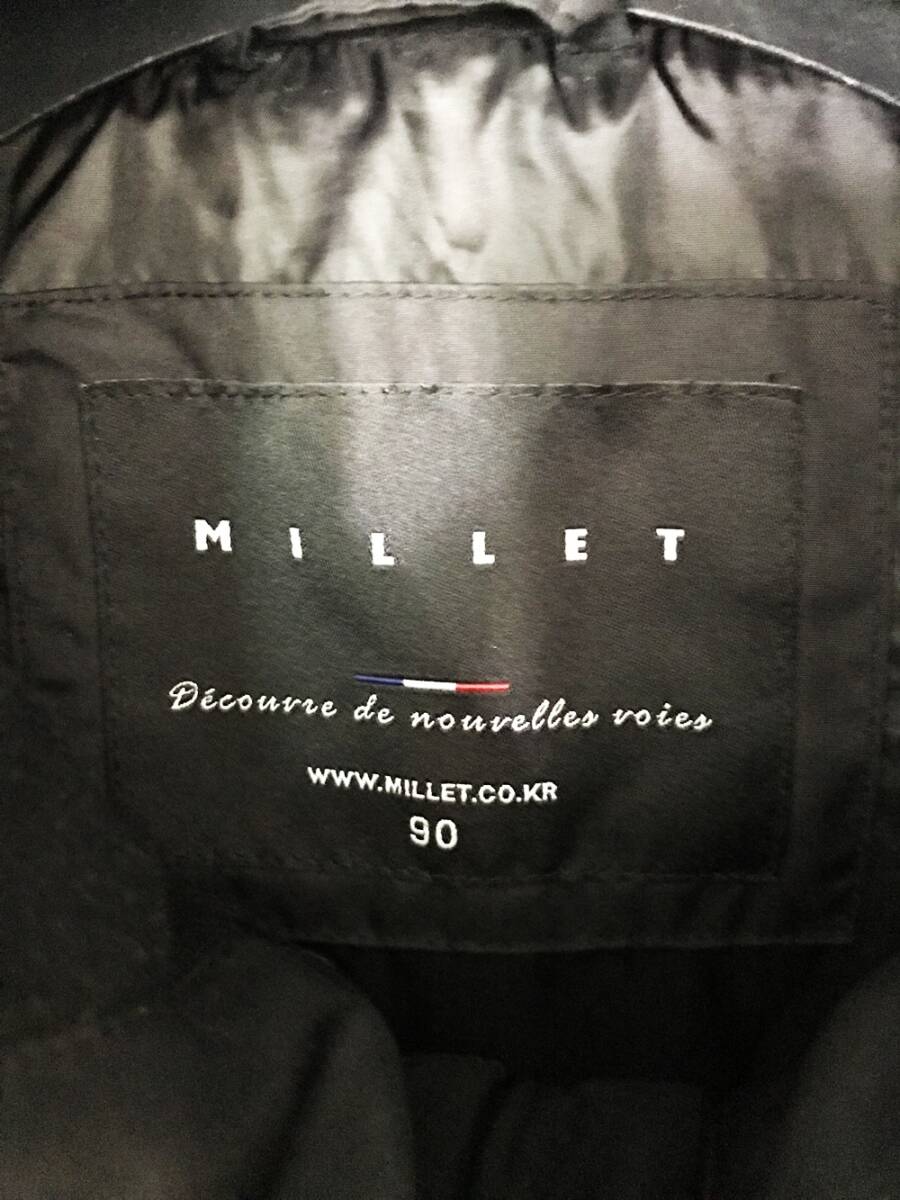 MILLET
Découvre de nouvelles voies
WWW.MILLET.CO.KR
90